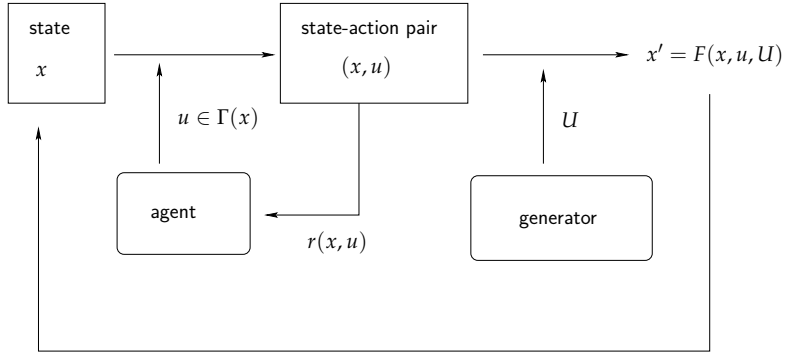 state
x
state-action pair
(x, u)
x′ = F(x, u, U)
u ∈ Γ(x)
U
agent
generator
r(x, u)